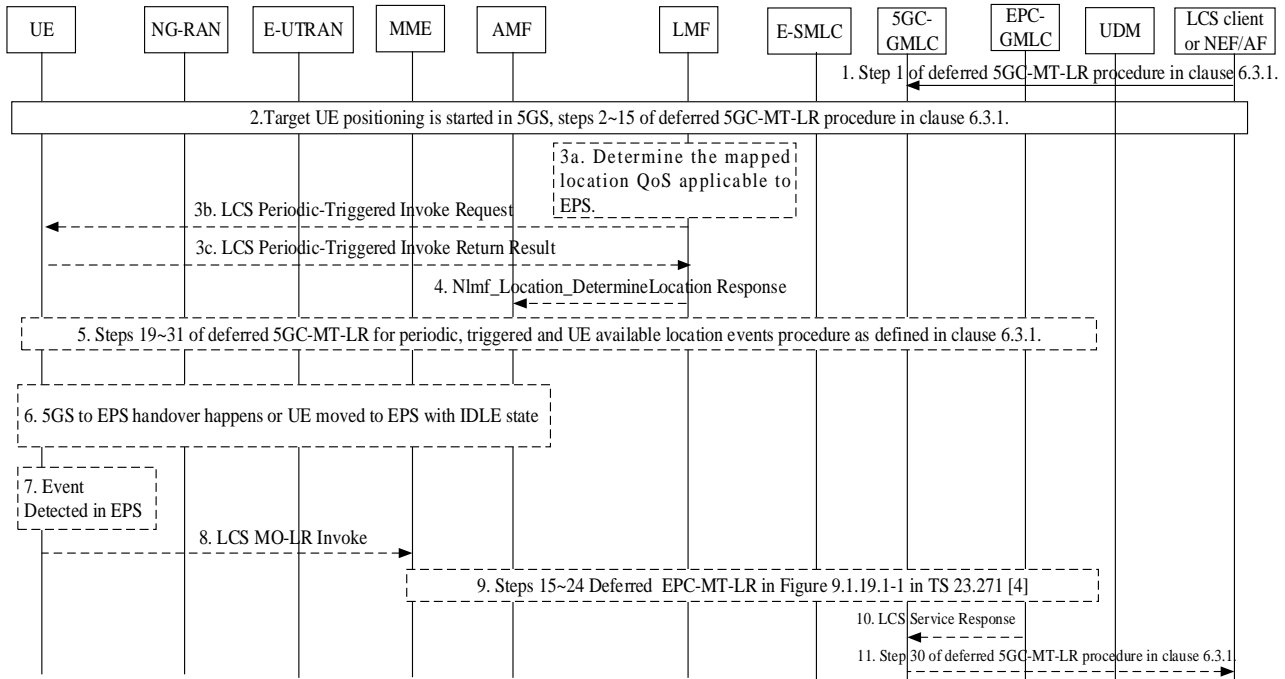 UE
NG-RAN
E-UTRAN
MME
AMF
LMF
E-SMLC
5GC-
GMLC
EPC-
GMLC
UDM
LCS client
or NEF/AF
1. Step 1 of deferred 5GC-MT-LR procedure in clause 6.3.1.
2.Target UE positioning is started in 5GS, steps 2~15 of deferred 5GC-MT-LR procedure in clause 6.3.1.
3a. Determine the mapped
location QoS applicable to
EPS.
3b. LCS Periodic-Triggered Invoke Request
3c. LCS Periodic-Triggered Invoke Return Result
4. Nlmf_Location_DetermineLocation Response
5. Steps 19~31 of deferred 5GC-MT-LR for periodic, triggered and UE available location events procedure as defined in clause 6.3.1.
6. 5GS to EPS handover happens or UE moved to EPS with IDLE state
7. Event
Detected in EPS
8. LCS MO-LR Invoke
9. Steps 15~24 Deferred EPC-MT-LR in Figure 9.1.19.1-1 in TS 23.271 [4]
10. LCS Service Response
11. Step 30 of deferred 5GC-MT-LR procedure in clause 6.3.1.